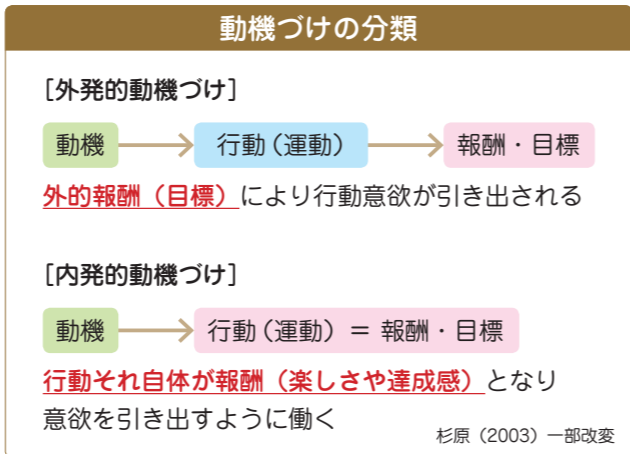 動機づけの分類
[外発的動機づけ]
動機 行動(運動) 報酬・目標
外的報酬(目標)により行動意欲が引き出される
[内発的動機づけ]
動機 行動(運動) = 報酬・目標
行動それ自体が報酬(楽しさや達成感)となり
意欲を引き出すように働く
杉原(2003)一部改変